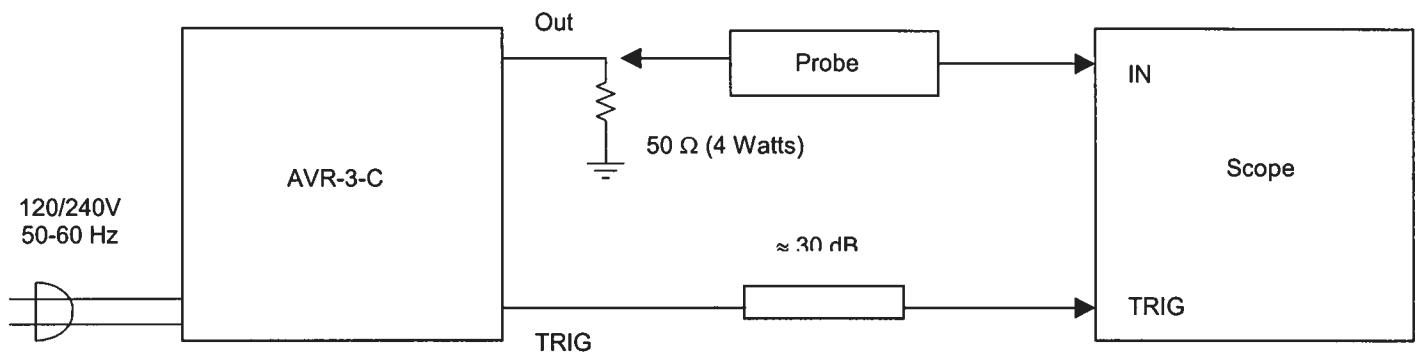 Out
Probe
IN
50 Ω (4 Watts)
AVR-3-C
Scope
120/240V
50-60 Hz
≈ 30 dB
TRIG
TRIG